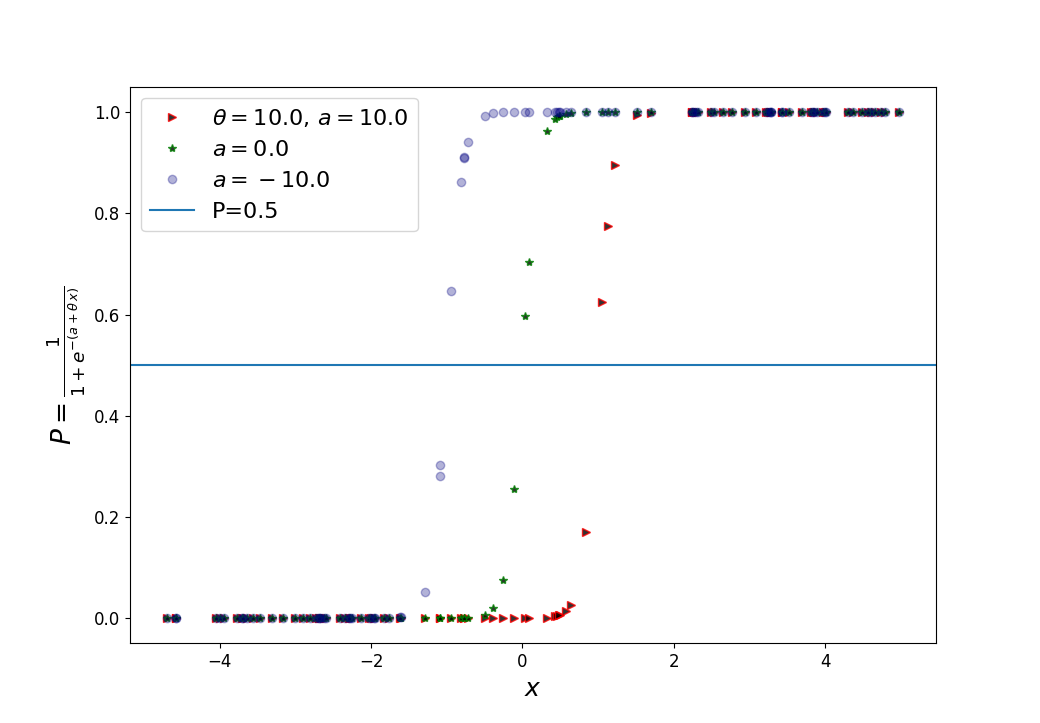 θ = 10.0, a = 10.0
a = 0.0
a = − 10.0
P=0.5
1.0
0.8
0.6
0.4
0.2
0.0
−4
−2
0
2
4
x
P = 1 / 1 + e^−(a + θ x)